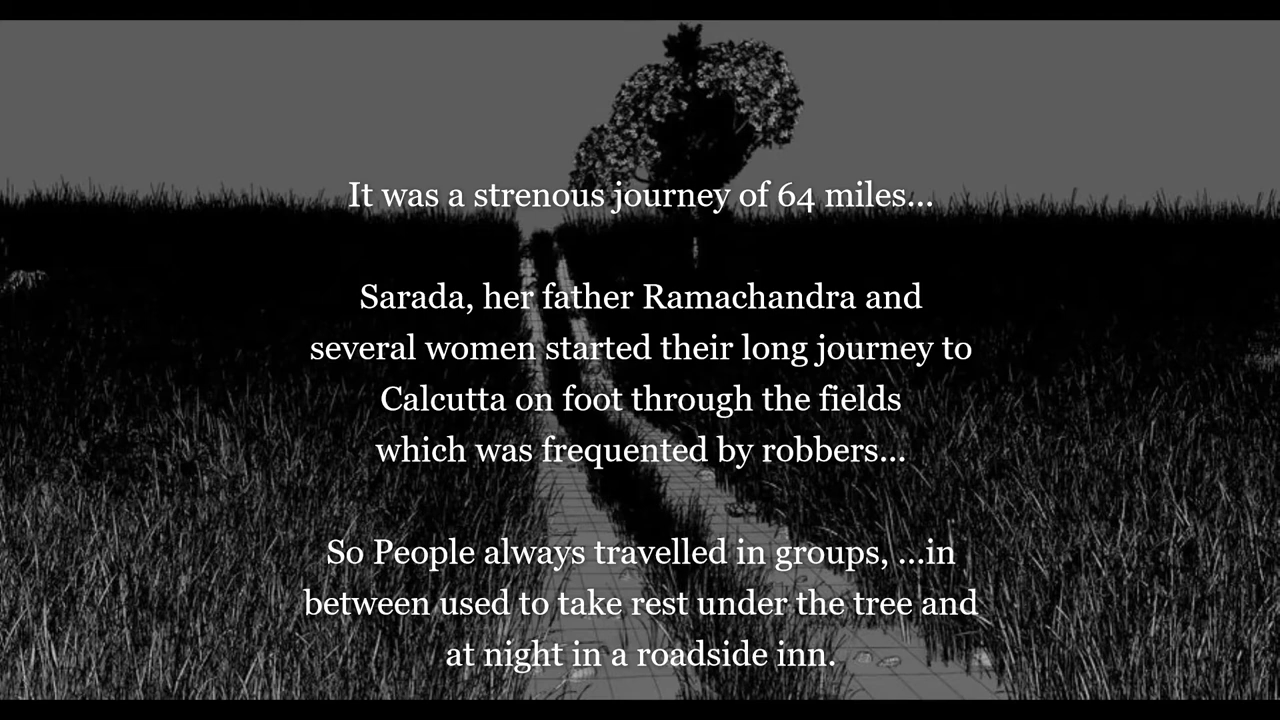 It was a strenous journey of 64 miles...
Sarada, her father Ramachandra and
several women started their long journey to
Calcutta on foot through the fields
which was frequented by robbers...
So People always travelled in groups, ...in
between used to take rest under the tree and
at night in a roadside inn.